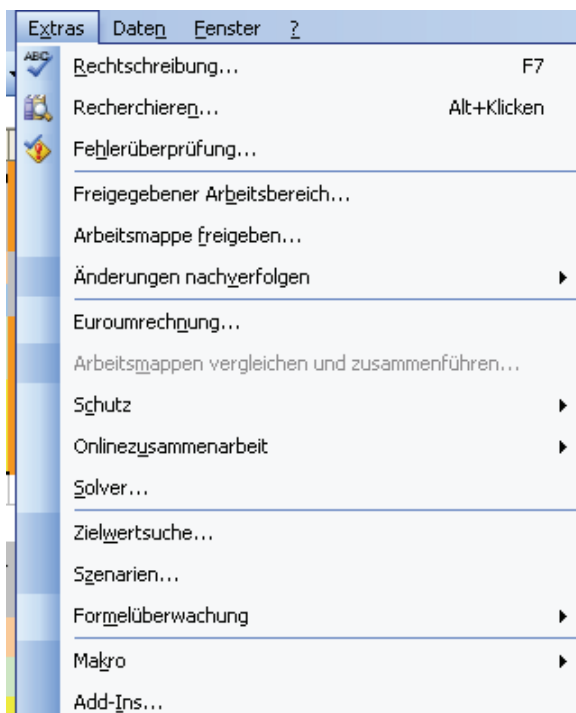 Extras Daten Fenster ?
ABC
Rechtschreibung... F7
Recherchieren... Alt+Klicken
Fehlerüberprüfung...
Freigegebener Arbeitsbereich...
Arbeitsmappe freigeben...
Änderungen nachverfolgen
Euroumrechnung...
Arbeitsmappen vergleichen und zusammenführen...
Schutz
Onlinezusammenarbeit
Solver...
Zielwertsuche...
Szenarien...
Formelüberwachung
Makro
Add-Ins...